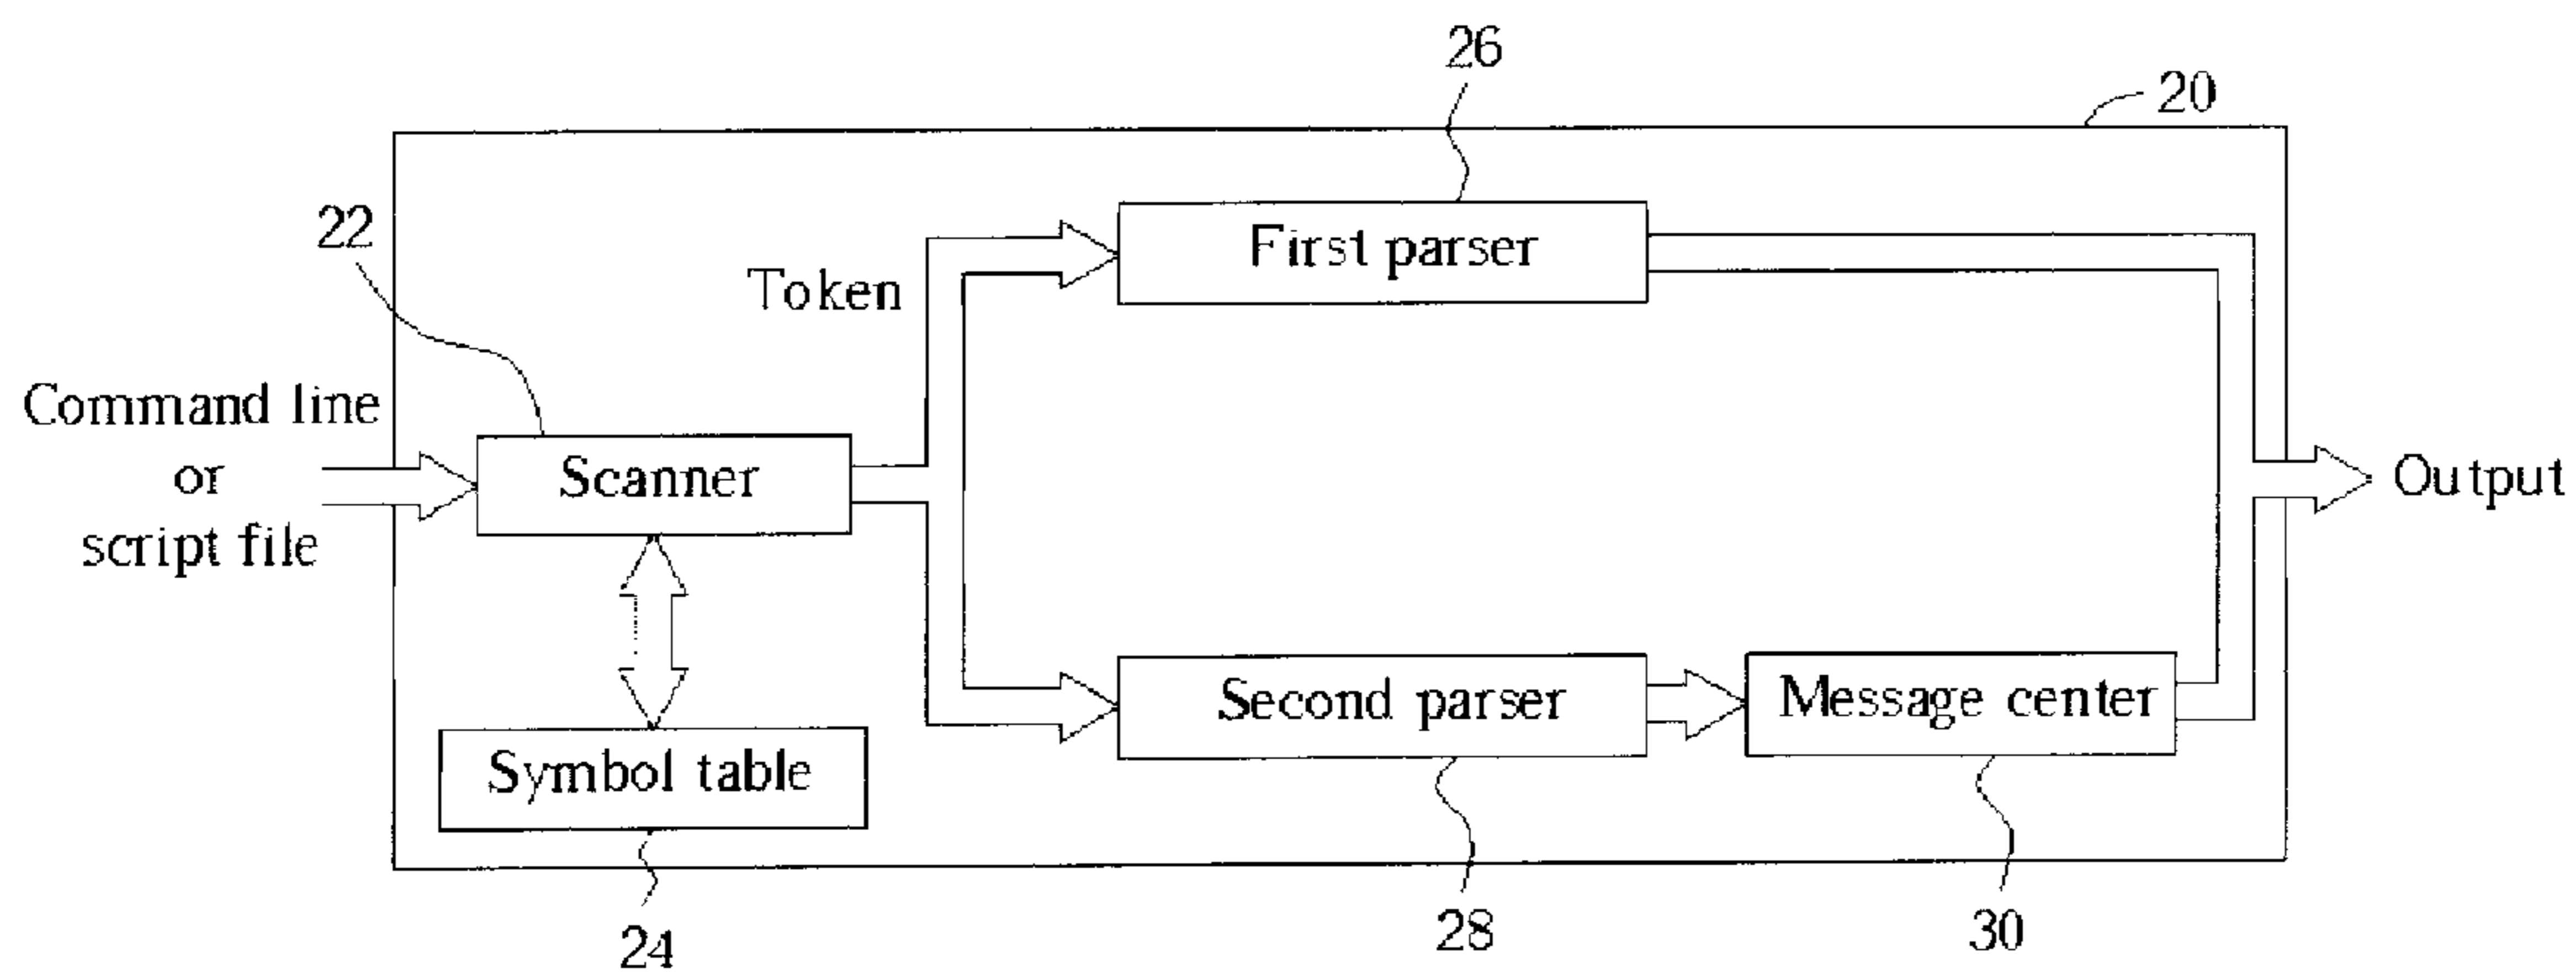 26
20
22
First parser
Token
Command line
or
script file
Scanner
Output
Second parser
Message center
Symbol table
24
28
30